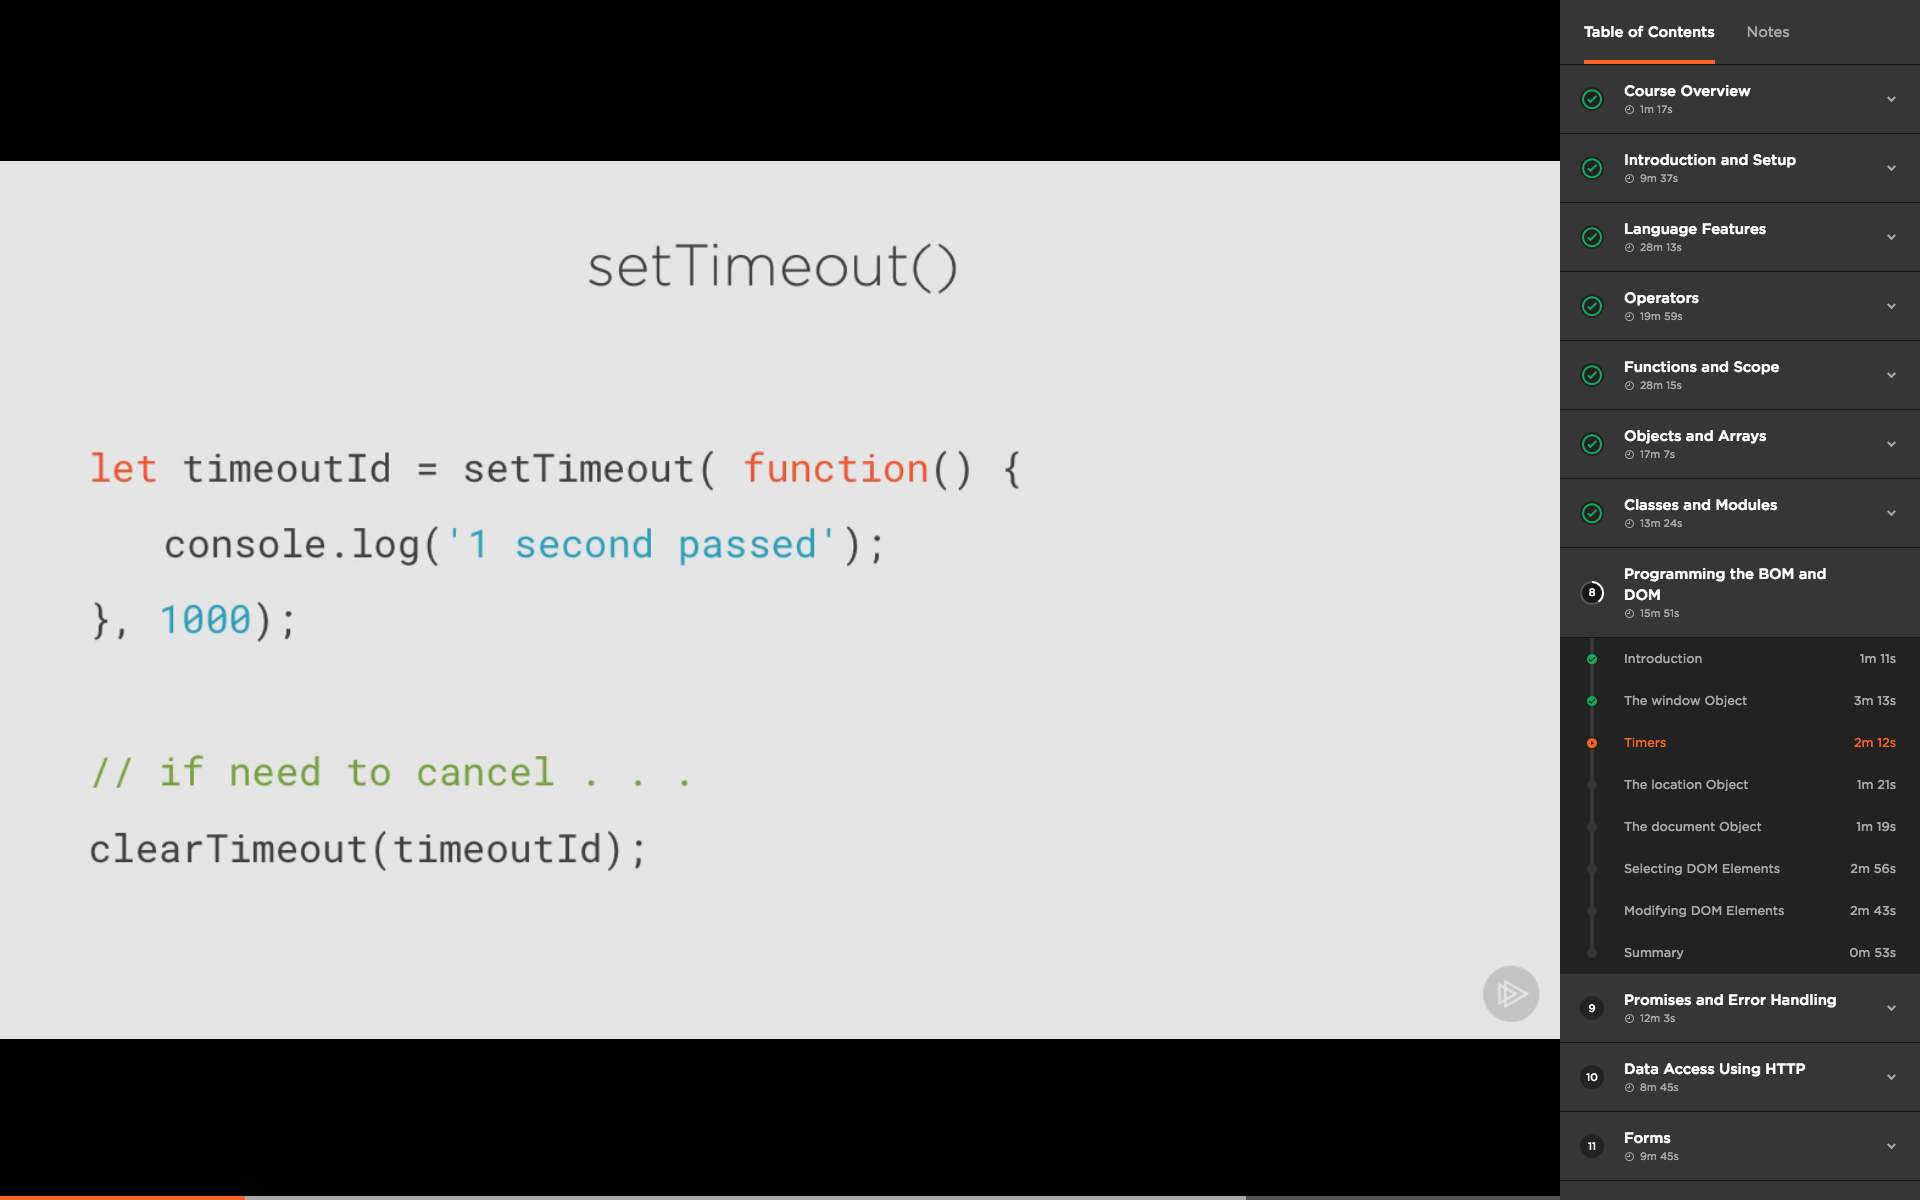 setTimeout()
let timeoutId = setTimeout( function() {
console.log('1 second passed');
}, 1000);
// if need to cancel . . .
clearTimeout(timeoutId);
Table of Contents Notes
Course Overview
1m 17s
Introduction and Setup
9m 37s
Language Features
28m 13s
Operators
19m 59s
Functions and Scope
28m 15s
Objects and Arrays
17m 7s
Classes and Modules
13m 24s
8 Programming the BOM and
DOM
15m 51s
Introduction 1m 11s
The window Object 3m 13s
Timers 2m 12s
The location Object 1m 21s
The document Object 1m 19s
Selecting DOM Elements 2m 56s
Modifying DOM Elements 2m 43s
Summary 0m 53s
9 Promises and Error Handling
12m 3s
10 Data Access Using HTTP
8m 45s
11 Forms
9m 45s